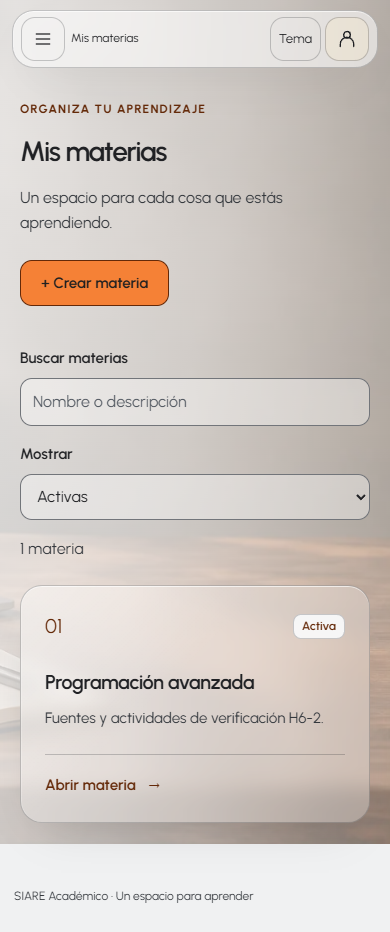 Mis materias
Tema
ORGANIZA TU APRENDIZAJE
Mis materias
Un espacio para cada cosa que estás
aprendiendo.
+ Crear materia
Buscar materias
Nombre o descripción
Mostrar
Activas
1 materia
01
Activa
Programación avanzada
Fuentes y actividades de verificación H6-2.
Abrir materia →
SIARE Académico · Un espacio para aprender